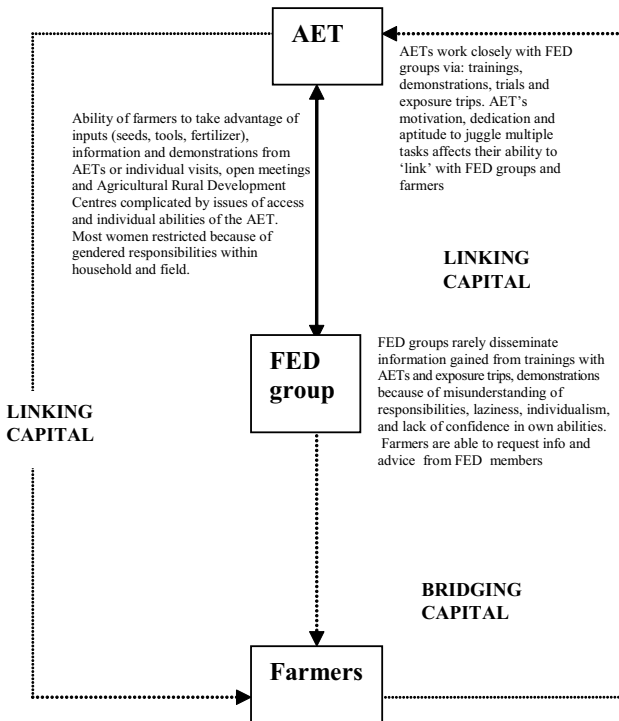 AET
AETs work closely with FED
groups via: trainings,
demonstrations, trials and
exposure trips. AET’s
motivation, dedication and
aptitude to juggle multiple
tasks affects their ability to
‘link’ with FED groups and
farmers
Ability of farmers to take advantage of
inputs (seeds, tools, fertilizer),
information and demonstrations from
AETs or individual visits, open meetings
and Agricultural Rural Development
Centres complicated by issues of access
and individual abilities of the AET.
Most women restricted because of
gendered responsibilities within
household and field.
LINKING
CAPITAL
FED
group
FED groups rarely disseminate
information gained from trainings with
AETs and exposure trips, demonstrations
because of misunderstanding of
responsibilities, laziness, individualism,
and lack of confidence in own abilities.
Farmers are able to request info and
advice from FED members
LINKING
CAPITAL
BRIDGING
CAPITAL
Farmers